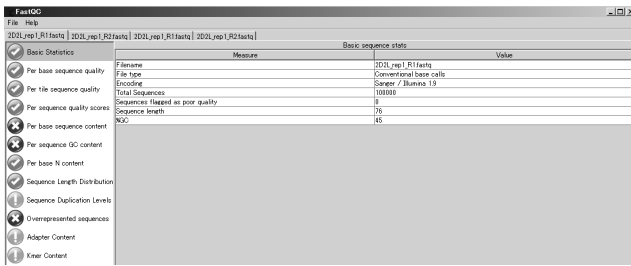 FastQC
File Help
2D2L_rep1_R1.fastq 2D2L_rep1_R2.fastq 2D2L_rep1_R1.fastq 2D2L_rep1_R2.fastq
Basic Statistics
Per base sequence quality
Per tile sequence quality
Per sequence quality scores
Per base sequence content
Per sequence GC content
Per base N content
Sequence Length Distribution
Sequence Duplication Levels
Overrepresented sequences
Adapter Content
Kmer Content
Basic sequence stats
Measure Value
Filename 2D2L_rep1_R1.fastq
File type Conventional base calls
Encoding Sanger / Illumina 1.9
Total Sequences 100000
Sequences flagged as poor quality 0
Sequence length 76
%GC 45